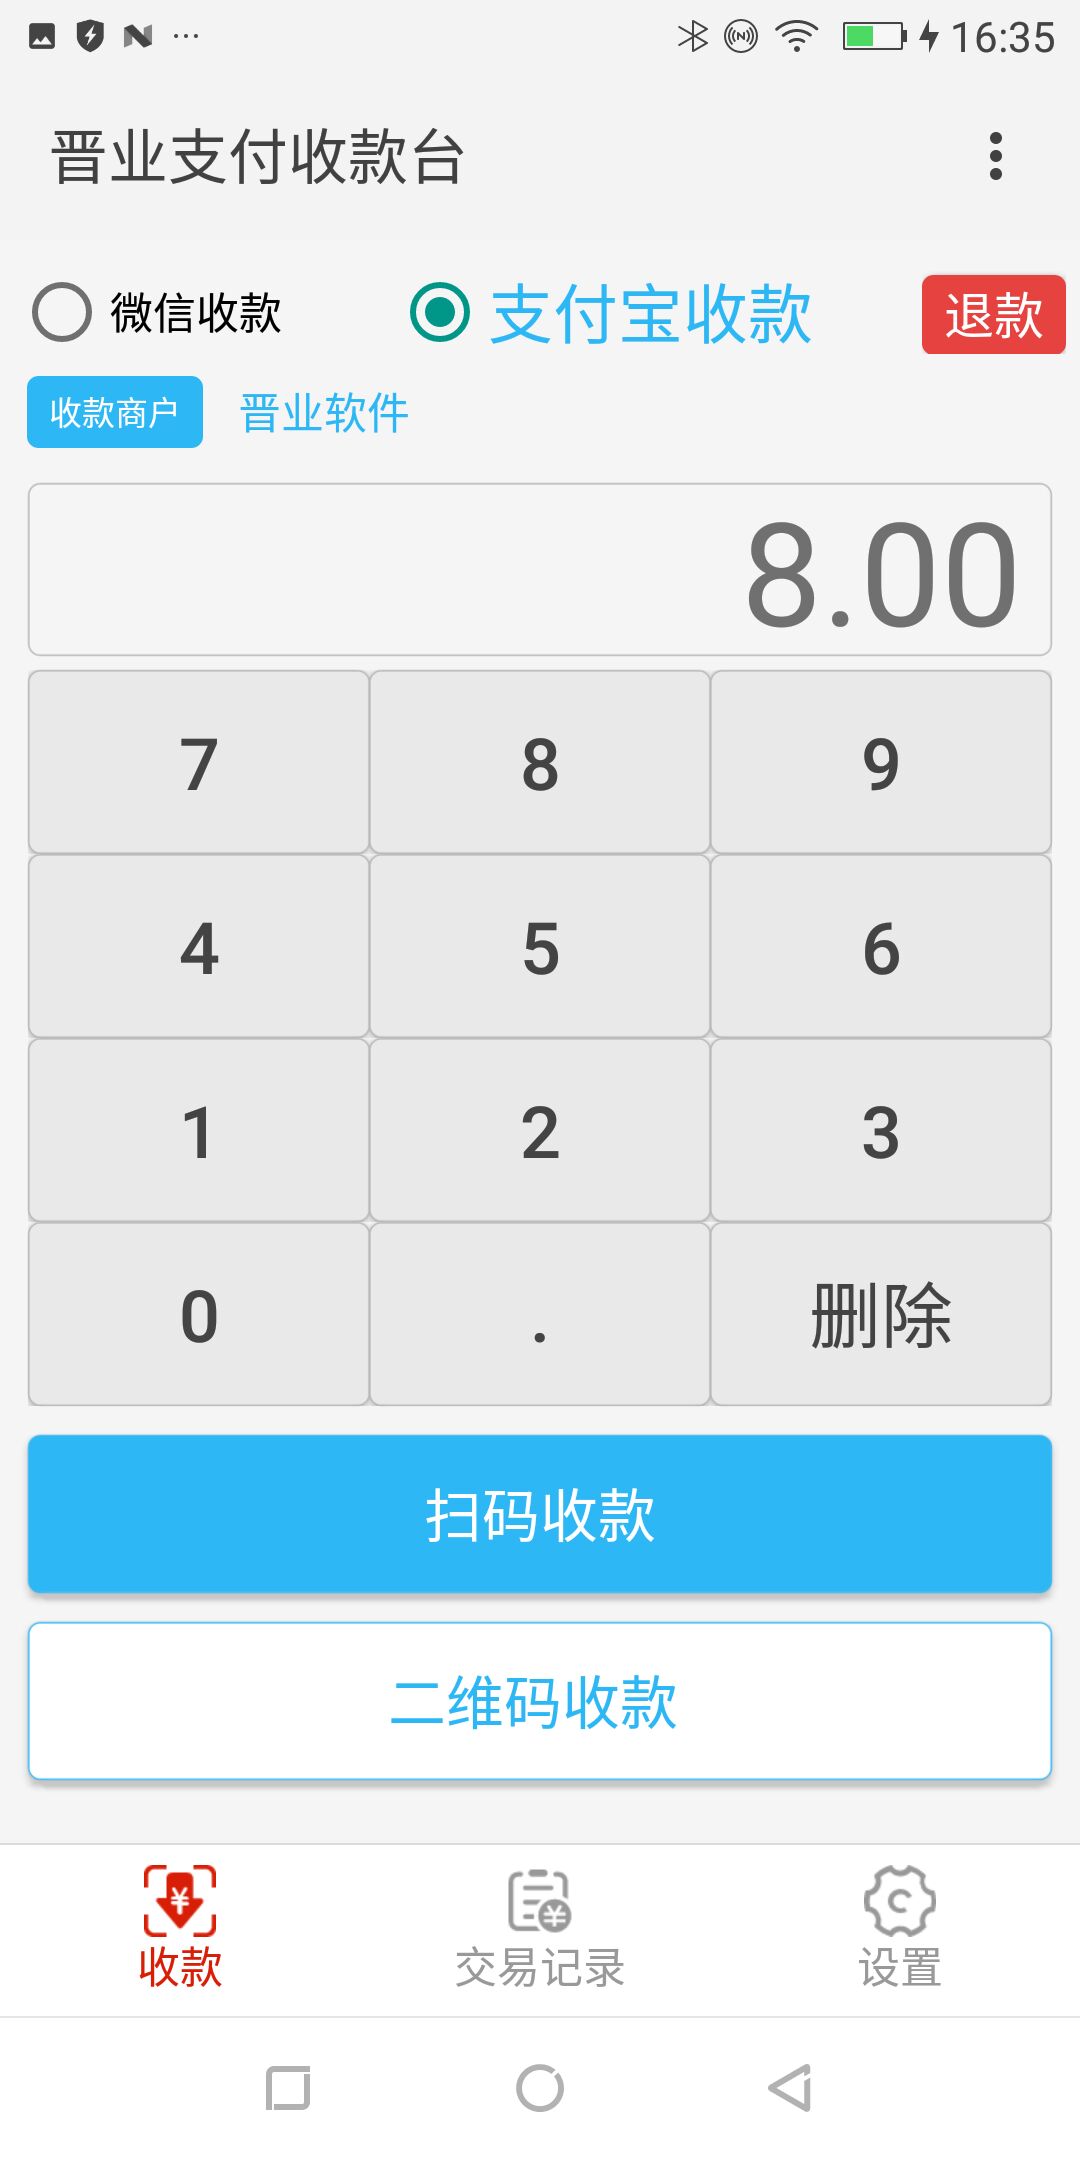 16:35
晋业支付收款台
微信收款 支付宝收款 退款
收款商户 晋业软件
8.00
7 8 9
4 5 6
1 2 3
0 . 删除
扫码收款
二维码收款
收款 交易记录 设置